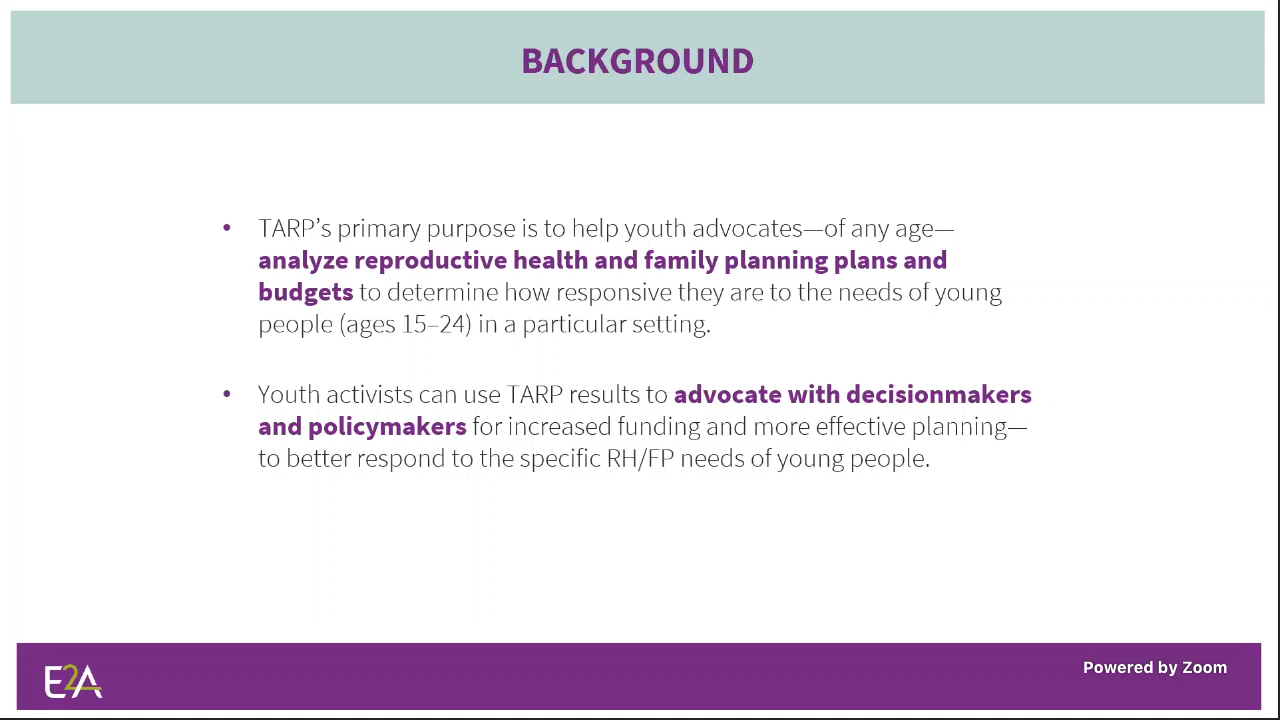 BACKGROUND
• TARP’s primary purpose is to help youth advocates—of any age—
analyze reproductive health and family planning plans and
budgets to determine how responsive they are to the needs of young
people (ages 15–24) in a particular setting.
• Youth activists can use TARP results to advocate with decisionmakers
and policymakers for increased funding and more effective planning—
to better respond to the specific RH/FP needs of young people.
E2A
Powered by Zoom